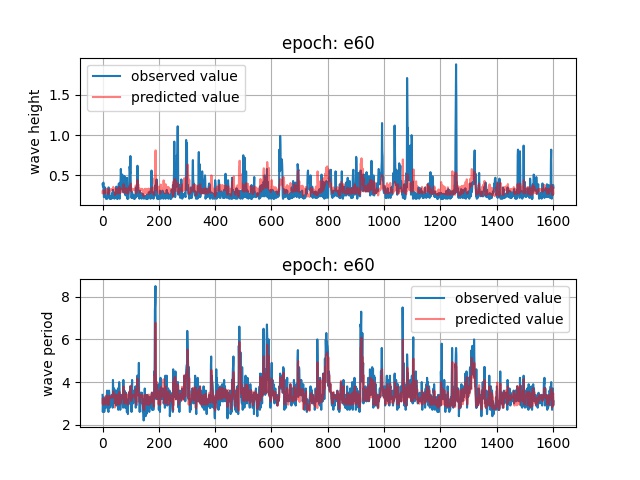 epoch: e60
wave height
1.5
1.0
0.5
observed value
predicted value
0 200 400 600 800 1000 1200 1400 1600
epoch: e60
wave period
8
6
4
2
observed value
predicted value
0 200 400 600 800 1000 1200 1400 1600